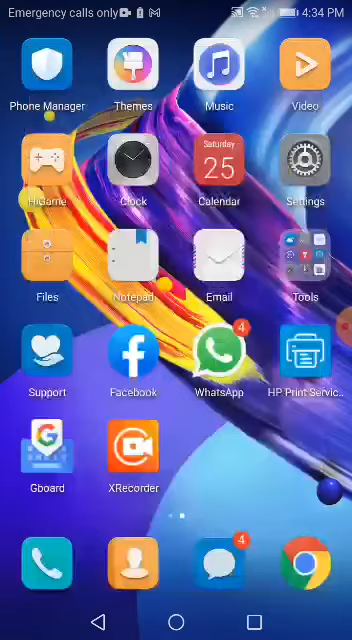 Emergency calls only 4:34 PM
Phone Manager Themes Music Video
Saturday
25
HiGame Clock Calendar Settings
Files Notepad Email Tools
4
Support Facebook WhatsApp HP Print Servic..
G
Gboard XRecorder
4